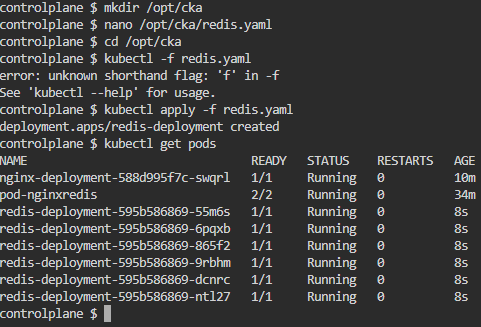 controlplane $ mkdir /opt/cka
controlplane $ nano /opt/cka/redis.yaml
controlplane $ cd /opt/cka
controlplane $ kubectl -f redis.yaml
error: unknown shorthand flag: 'f' in -f
See 'kubectl --help' for usage.
controlplane $ kubectl apply -f redis.yaml
deployment.apps/redis-deployment created
controlplane $ kubectl get pods
NAME READY STATUS RESTARTS AGE
nginx-deployment-588d995f7c-swqrl 1/1 Running 0 10m
pod-nginxredis 2/2 Running 0 34m
redis-deployment-595b586869-55m6s 1/1 Running 0 8s
redis-deployment-595b586869-6pqxb 1/1 Running 0 8s
redis-deployment-595b586869-865f2 1/1 Running 0 8s
redis-deployment-595b586869-9rbhm 1/1 Running 0 8s
redis-deployment-595b586869-dcnrc 1/1 Running 0 8s
redis-deployment-595b586869-ntl27 1/1 Running 0 8s
controlplane $